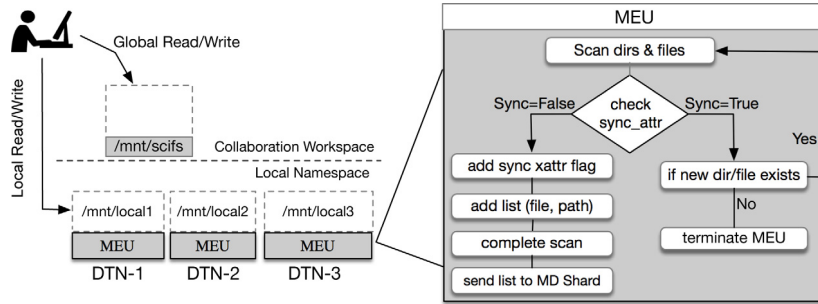 Global Read/Write
Local Read/Write
/mnt/scifs
Collaboration Workspace
Local Namespace
/mnt/local1
/mnt/local2
/mnt/local3
MEU
MEU
MEU
DTN-1
DTN-2
DTN-3
MEU
Scan dirs & files
check
sync_attr
Sync=False
Sync=True
add sync xattr flag
add list (file, path)
complete scan
send list to MD Shard
Yes
if new dir/file exists
No
terminate MEU